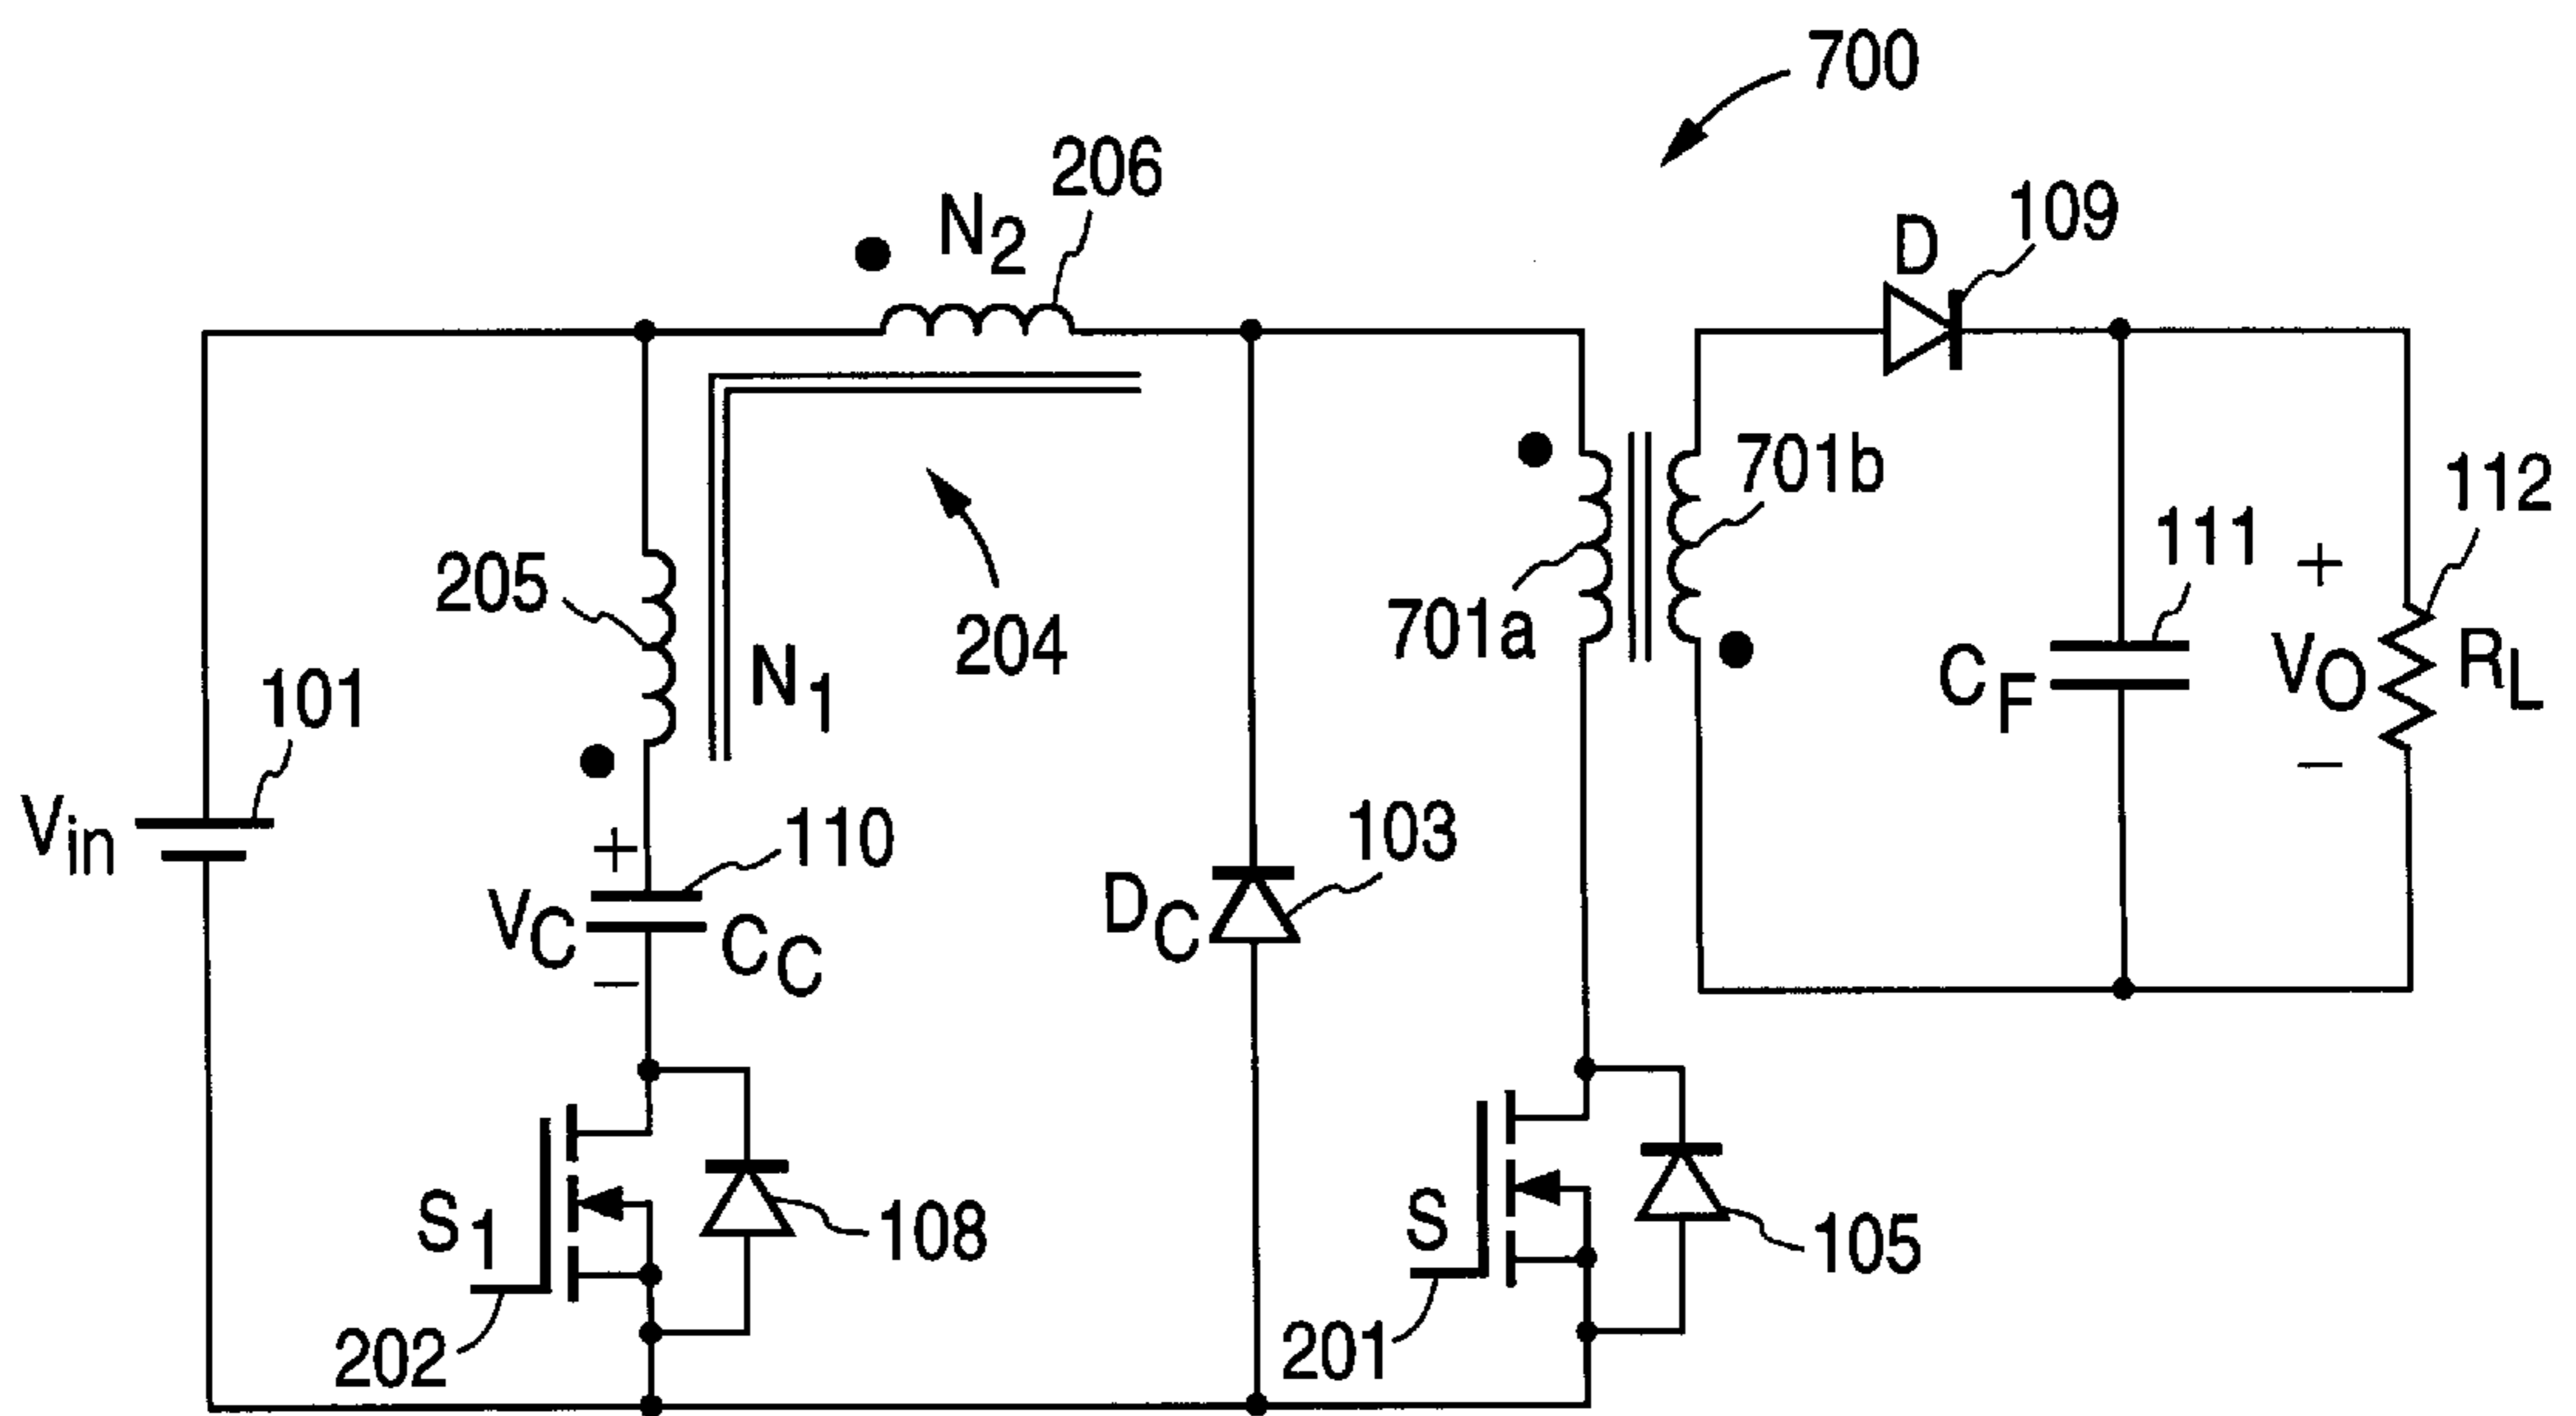 700
206
N2
D
109
701b
112
111
205
204
701a
N1
+
VO
−
RL
CF
101
Vin
+
110
VC
CC
−
103
DC
S1
108
S
105
202
201